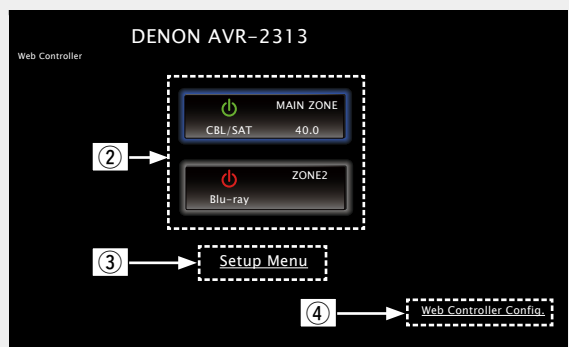 DENON AVR-2313
Web Controller
MAIN ZONE
CBL/SAT 40.0
②
ZONE2
Blu-ray
③ Setup Menu
④ Web Controller Config.